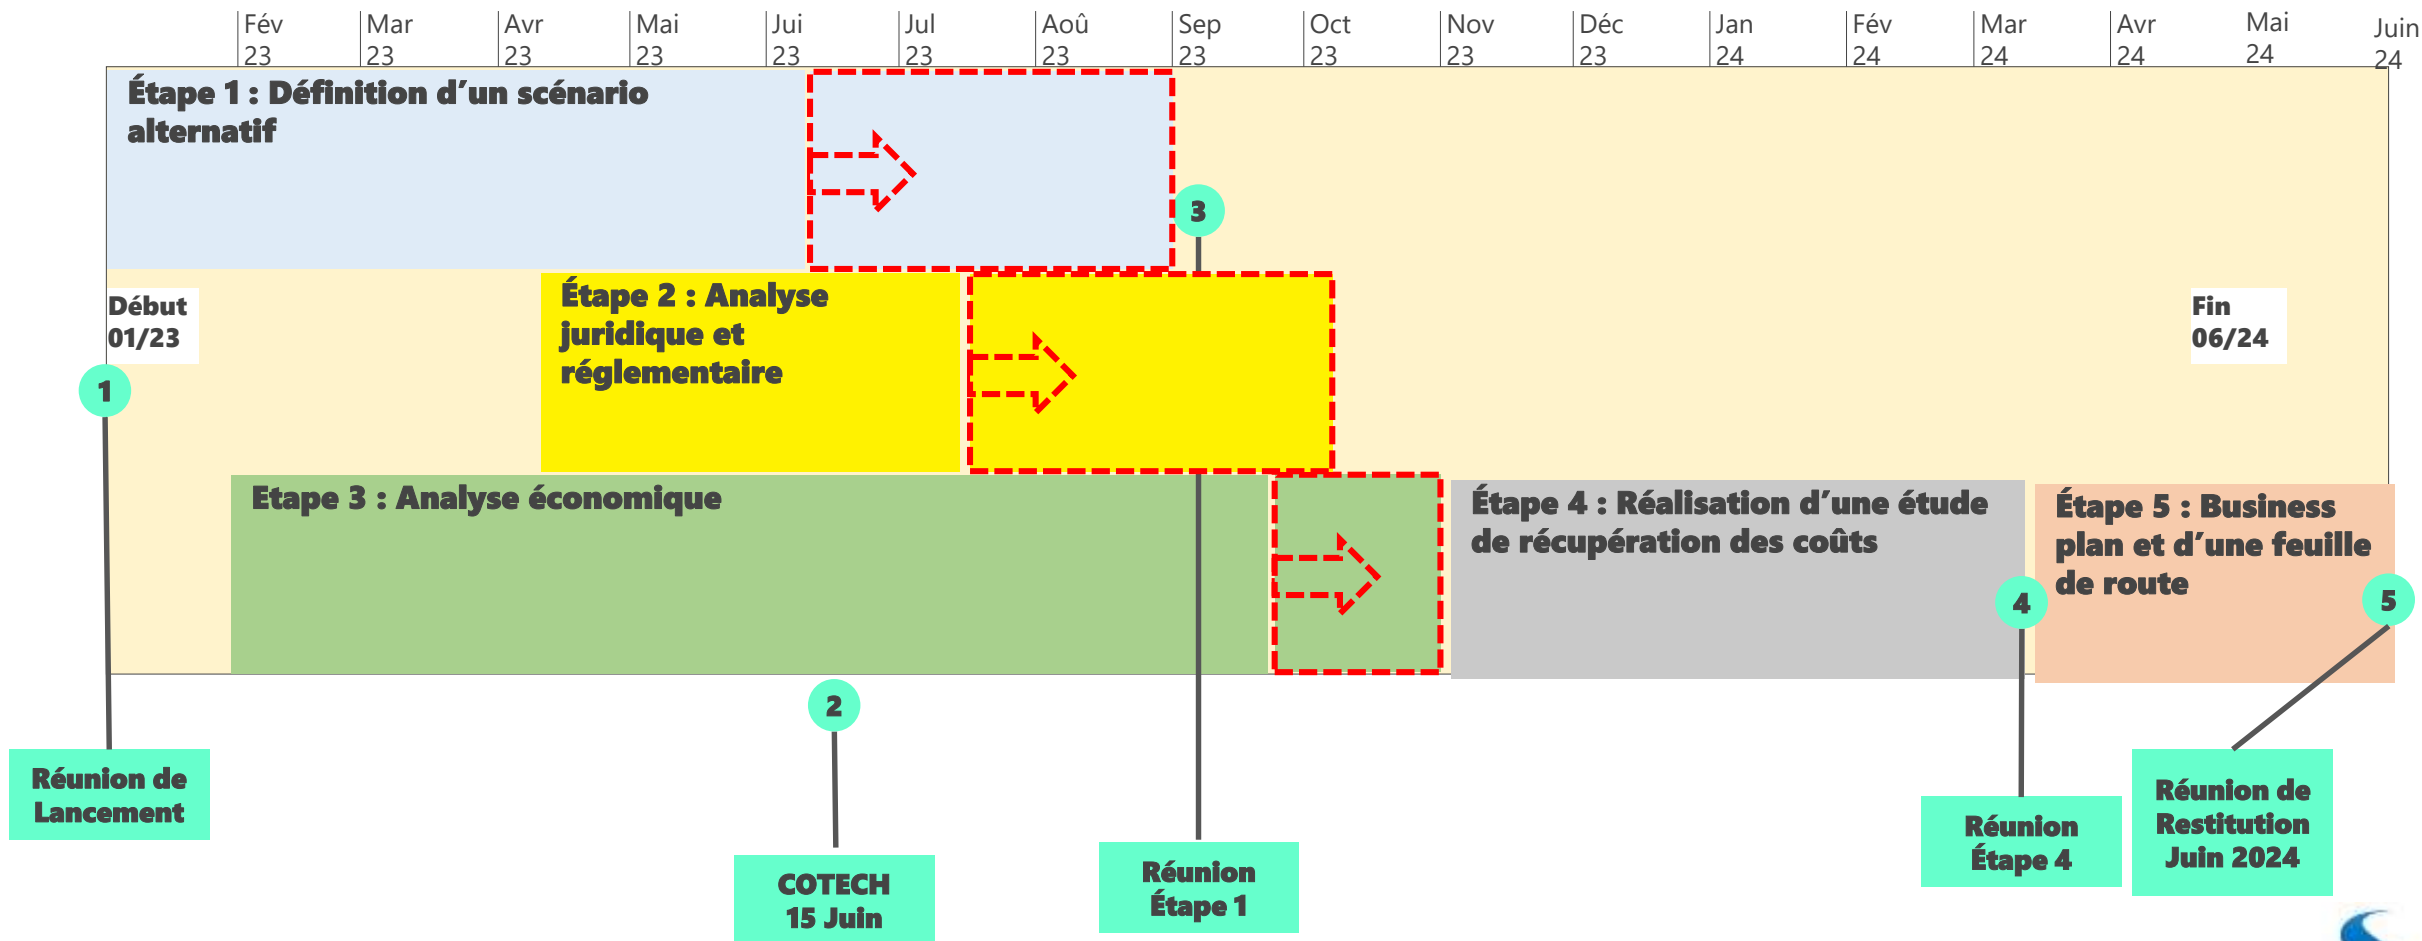 Fév
23
Mar
23
Avr
23
Mai
23
Jui
23
Jul
23
Aoû
23
Sep
23
Oct
23
Nov
23
Déc
23
Jan
24
Fév
24
Mar
24
Avr
24
Mai
24
Juin
24
Étape 1 : Définition d’un scénario
alternatif
3
Début
01/23
Étape 2 : Analyse
juridique et
réglementaire
Fin
06/24
1
Etape 3 : Analyse économique
Étape 4 : Réalisation d’une étude
de récupération des coûts
Étape 5 : Business
plan et d’une feuille
de route
4
5
2
Réunion de
Lancement
COTECH
15 Juin
Réunion
Étape 1
Réunion
Étape 4
Réunion de
Restitution
Juin 2024